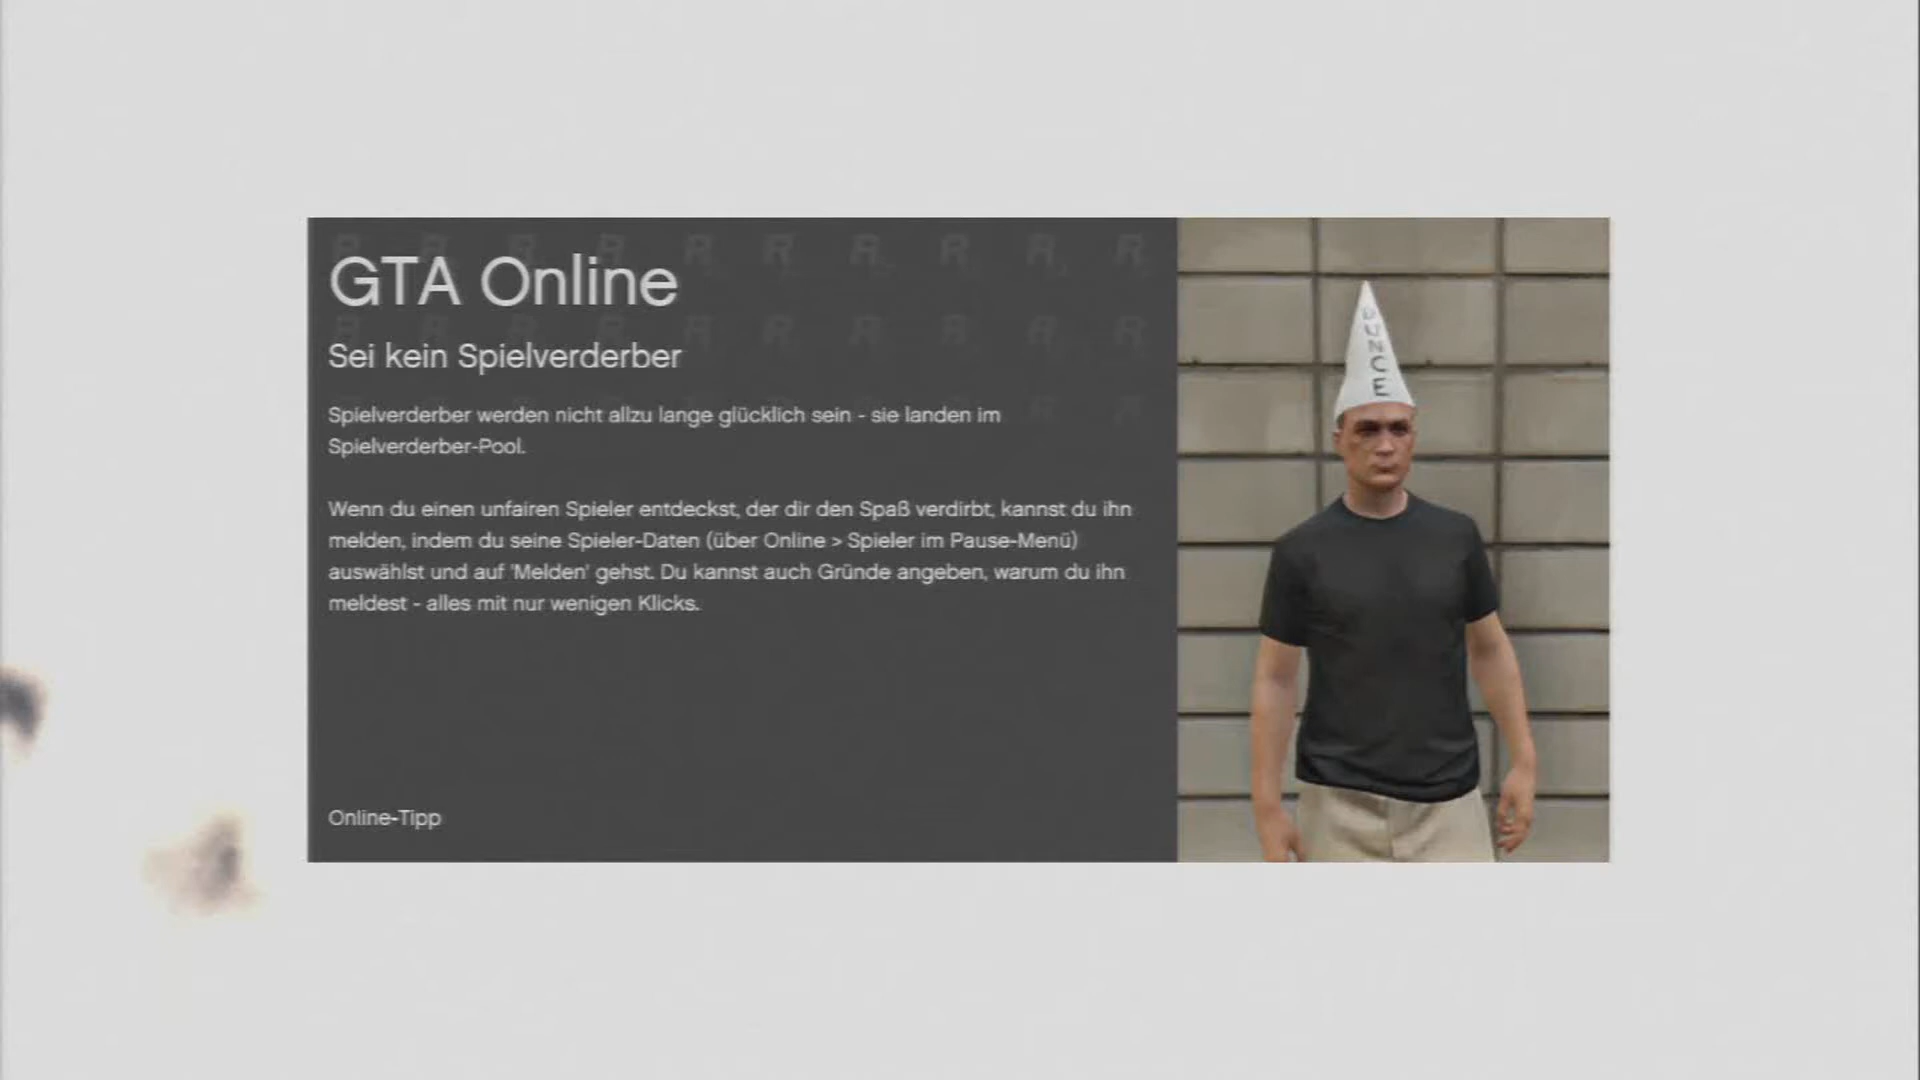 GTA Online
Sei kein Spielverderber
Spielverderber werden nicht allzu lange glücklich sein - sie landen im
Spielverderber-Pool.
Wenn du einen unfairen Spieler entdeckst, der dir den Spaß verdirbt, kannst du ihn
melden, indem du seine Spieler-Daten (über Online > Spieler im Pause-Menü)
auswählst und auf 'Melden' gehst. Du kannst auch Gründe angeben, warum du ihn
meldest - alles mit nur wenigen Klicks.
Online-Tipp
DUNCE